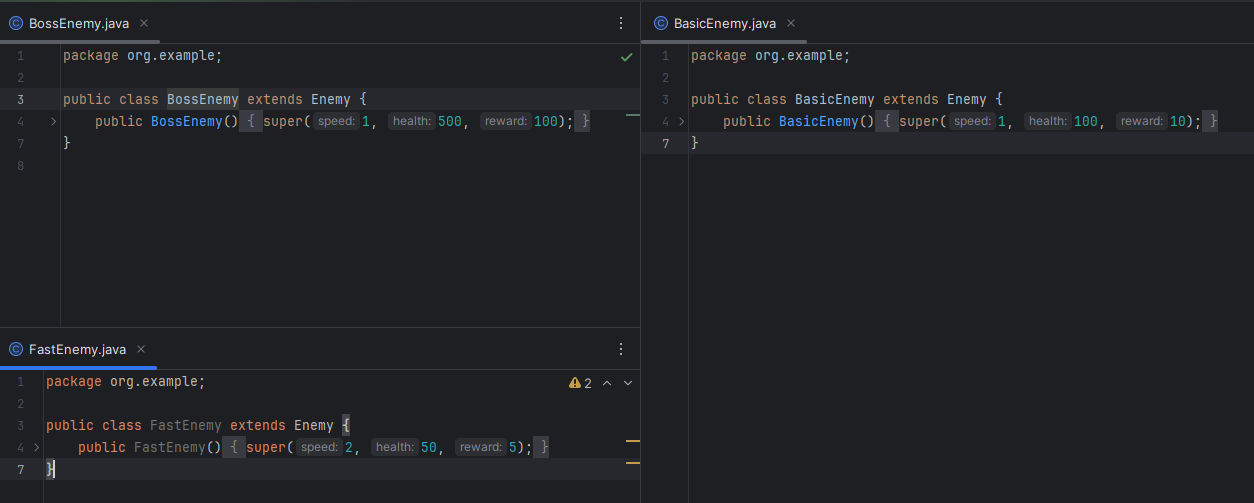 BossEnemy.java
1 package org.example;
2
3 public class BossEnemy extends Enemy {
4 public BossEnemy() { super( speed: 1, health: 500, reward: 100); }
7 }
8
BasicEnemy.java
1 package org.example;
2
3 public class BasicEnemy extends Enemy {
4 public BasicEnemy() { super( speed: 1, health: 100, reward: 10); }
7 }
FastEnemy.java
1 package org.example; 2
2
3 public class FastEnemy extends Enemy {
4 public FastEnemy() { super( speed: 2, health: 50, reward: 5); }
7 }